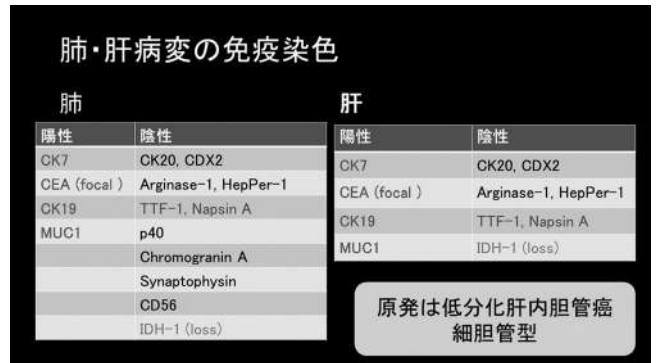 肺・肝病変の免疫染色
肺
陽性 陰性
CK7 CK20, CDX2
CEA (focal ) Arginase-1, HepPer-1
CK19 TTF-1, Napsin A
MUC1 p40
Chromogranin A
Synaptophysin
CD56
IDH-1 (loss)
肝
陽性 陰性
CK7 CK20, CDX2
CEA (focal ) Arginase-1, HepPer-1
CK19 TTF-1, Napsin A
MUC1 IDH-1 (loss)
原発は低分化肝内胆管癌
細胆管型